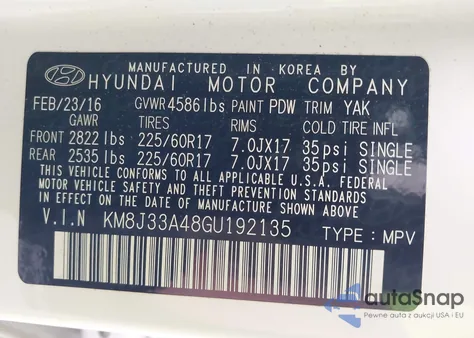 MANUFACTURED IN KOREA BY
HYUNDAI MOTOR COMPANY
FEB/23/16 GVWR 4586 lbs PAINT PDW TRIM YAK
GAWR TIRES RIMS COLD TIRE INFL
FRONT 2822 lbs 225/60R17 7.0JX17 35psi SINGLE
REAR 2535 lbs 225/60R17 7.0JX17 35psi SINGLE
THIS VEHICLE CONFORMS TO ALL APPLICABLE U.S.A. FEDERAL
MOTOR VEHICLE SAFETY AND THEFT PREVENTION STANDARDS
IN EFFECT ON THE DATE OF MANUFACTURE SHOWN ABOVE.
V.I.N KM8J33A48GU192135 TYPE : MPV
autaSnap
Pewne auta z aukcji USA i EU